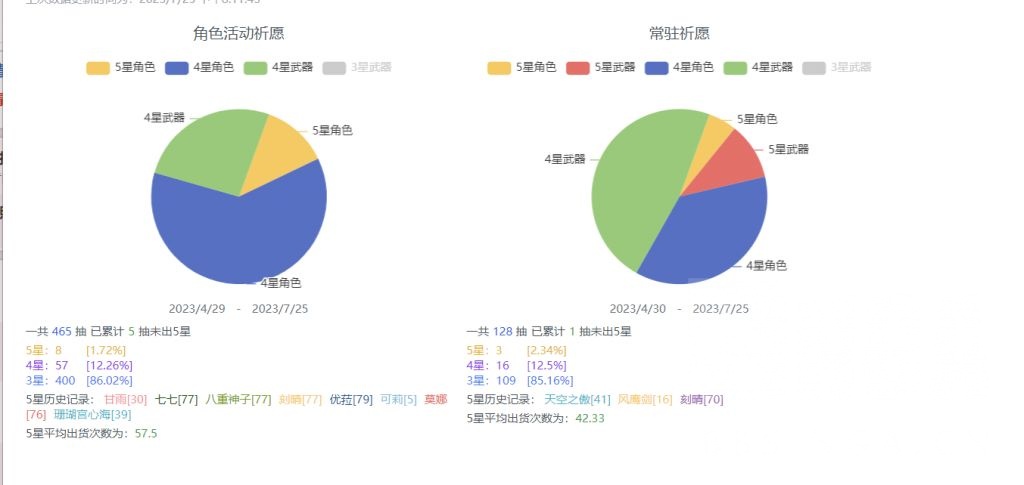 角色活动祈愿
5星角色 4星角色 4星武器 3星武器
4星武器
5星角色
4星角色
2023/4/29 - 2023/7/25
一共 465 抽 已累计 5 抽未出5星
5星: 8 [1.72%]
4星: 57 [12.26%]
3星: 400 [86.02%]
5星历史记录: 甘雨[30] 七七[77] 八重神子[77] 刻晴[77] 优菈[79] 可莉[5] 莫娜
[76] 珊瑚宫心海[39]
5星平均出货次数为: 57.5
常驻祈愿
5星角色 5星武器 4星角色 4星武器 3星武器
5星角色
5星武器
4星武器
4星角色
2023/4/30 - 2023/7/25
一共 128 抽 已累计 1 抽未出5星
5星: 3 [2.34%]
4星: 16 [12.5%]
3星: 109 [85.16%]
5星历史记录: 天空之傲[41] 风鹰剑[16] 刻晴[70]
5星平均出货次数为: 42.33